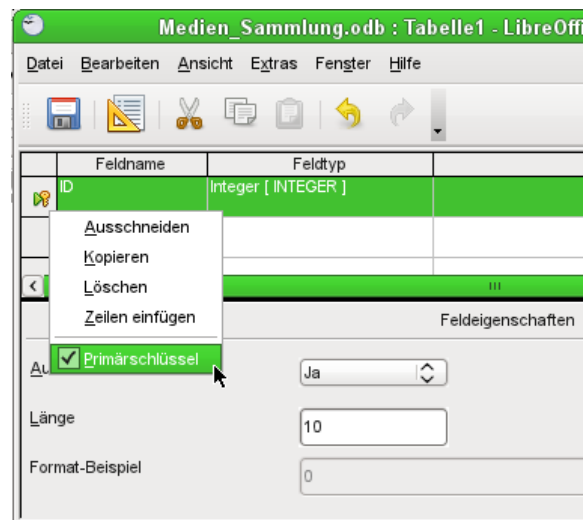 Medien_Sammlung.odb : Tabelle1 - LibreOffi
Datei Bearbeiten Ansicht Extras Fenster Hilfe
Feldname Feldtyp
ID Integer [ INTEGER ]
Ausschneiden
Kopieren
Löschen
Zeilen einfügen
Primärschlüssel
Feldeigenschaften
Au
Ja
Länge
10
Format-Beispiel
0